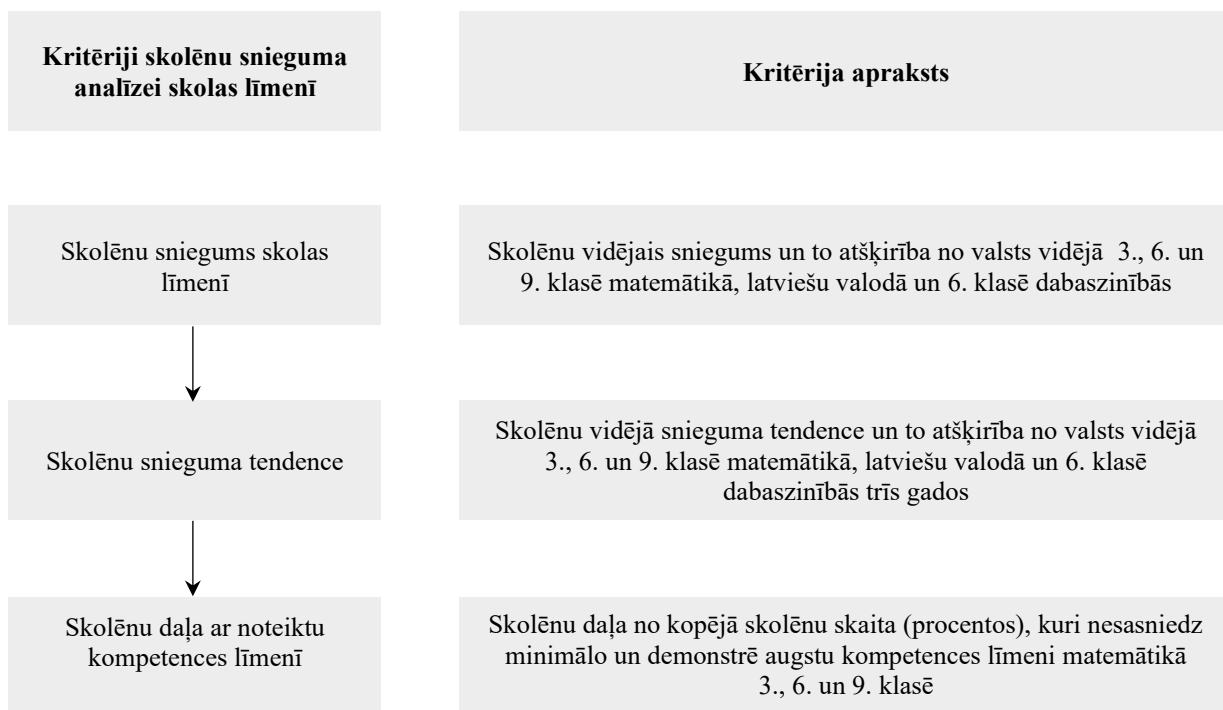 Kritēriji skolēnu snieguma
analīzei skolas līmenī
Kritērija apraksts
Skolēnu sniegums skolas
līmenī
Skolēnu vidējais sniegums un to atšķirība no valsts vidējā 3., 6. un
9. klasē matemātikā, latviešu valodā un 6. klasē dabaszinībās
Skolēnu snieguma tendence
Skolēnu vidējā snieguma tendence un to atšķirība no valsts vidējā
3., 6. un 9. klasē matemātikā, latviešu valodā un 6. klasē
dabaszinībās trīs gados
Skolēnu daļa ar noteiktu
kompetences līmenī
Skolēnu daļa no kopējā skolēnu skaita (procentos), kuri nesasniedz
minimālo un demonstrē augstu kompetences līmeni matemātikā
3., 6. un 9. klasē